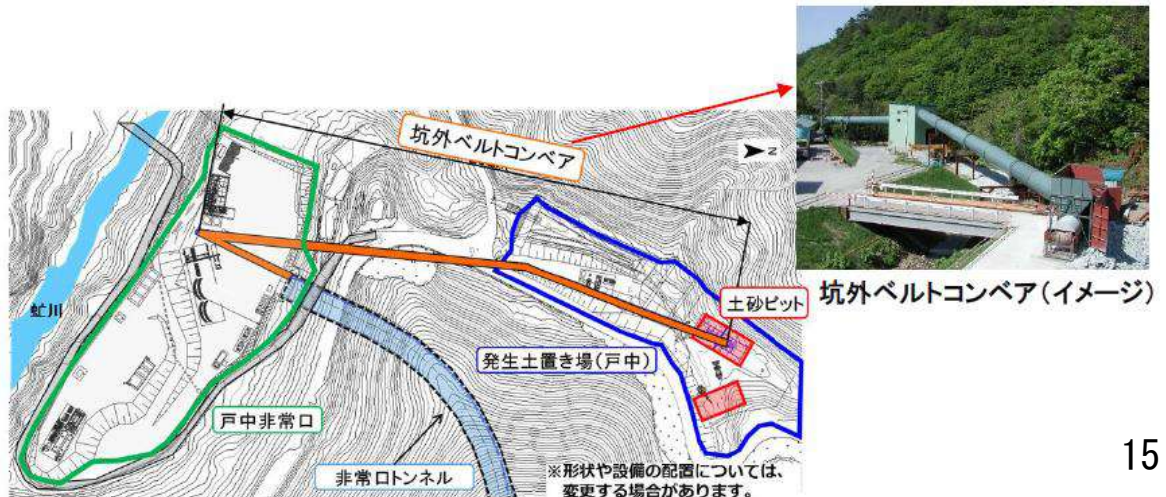 坑外ベルトコンベア
N
虻川
土砂ピット
坑外ベルトコンベア(イメージ)
発生土置き場(戸中)
戸中非常口
非常口トンネル
※形状や設備の配置については、
変更する場合があります。
15